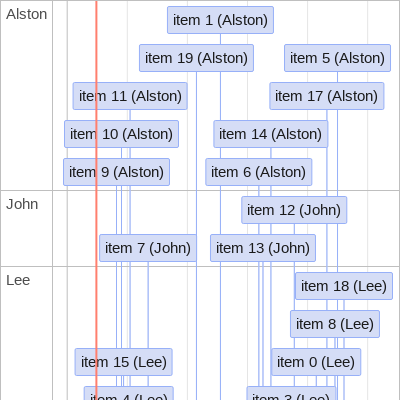 Alston
item 1 (Alston)
item 19 (Alston)
item 5 (Alston)
item 11 (Alston)
item 17 (Alston)
item 10 (Alston)
item 14 (Alston)
item 9 (Alston)
item 6 (Alston)
John
item 12 (John)
item 7 (John)
item 13 (John)
Lee
item 18 (Lee)
item 8 (Lee)
item 15 (Lee)
item 0 (Lee)
item 4 (Lee)
item 3 (Lee)